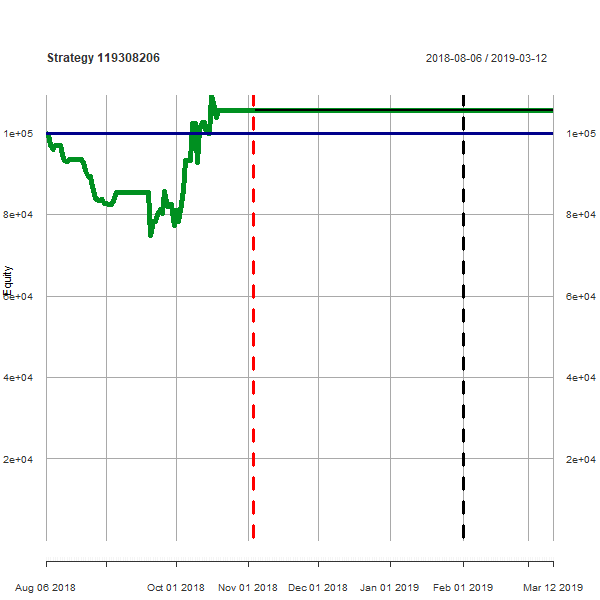 Strategy 119308206
2018-08-06 / 2019-03-12
1e+05
1e+05
8e+04
8e+04
Equity
6e+04
6e+04
4e+04
4e+04
2e+04
2e+04
Aug 06 2018
Oct 01 2018
Nov 01 2018
Dec 01 2018
Jan 01 2019
Feb 01 2019
Mar 12 2019